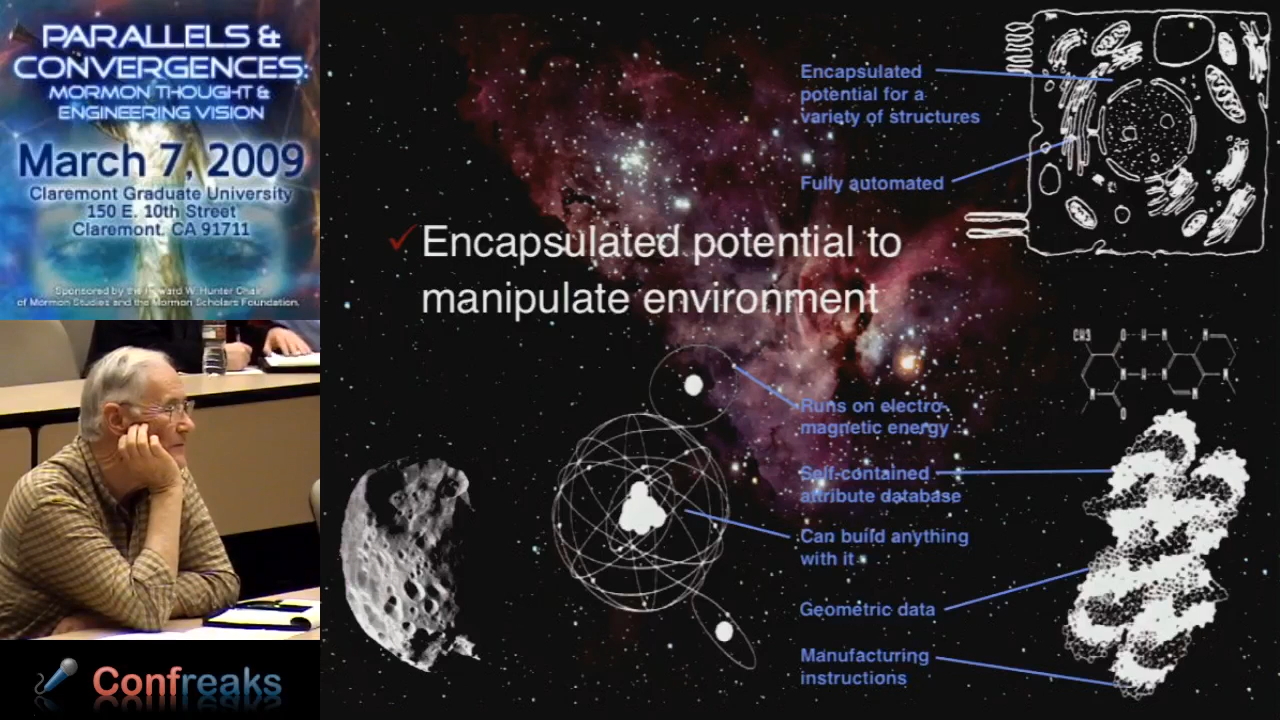 PARALLELS &
CONVERGENCES:
MORMON THOUGHT &
ENGINEERING VISION
March 7, 2009
Claremont Graduate University
150 E. 10th Street
Claremont, CA 91711
Sponsored by the Howard W. Hunter Chair
of Mormon Studies and the Mormon Scholars Foundation.
Confreaks
Encapsulated
potential for a
variety of structures
Fully automated
✓Encapsulated potential to
manipulate environment
Runs on electro-
magnetic energy
Self-contained
attribute database
Can build anything
with it
Geometric data
Manufacturing
instructions
CH3 O H N N
N H N N
N N
O